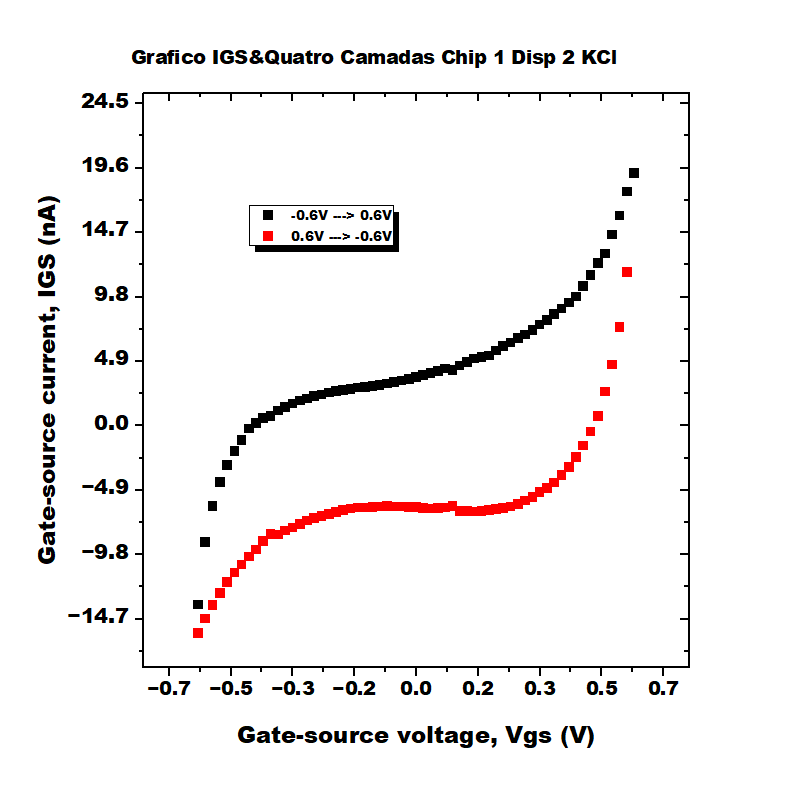 Grafico IGS&Quatro Camadas Chip 1 Disp 2 KCl
24.5
19.6
-0.6V ---> 0.6V
14.7
0.6V ---> -0.6V
9.8
4.9
0.0
−4.9
−9.8
−14.7
Gate-source current, IGS (nA)
−0.7 −0.5 −0.3 −0.2 0.0 0.2 0.3 0.5 0.7
Gate-source voltage, Vgs (V)